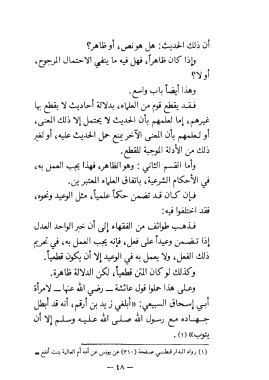 أن ذلك الحديث: هل هو نص، أو ظاهر؟
وإذا كان ظاهراً، فهل فيه ما ينفي الاحتمال المرجوح،
أو لا؟
وهذا أيضاً باب واسع.
فقد يقطع قوم من العلماء، بدلالة أحاديث لا يقطع بها
غيرهم، إما لعلمهم بأن الحديث لا يحتمل إلا ذلك المعنى،
أو لعلمهم بأن المعنى الآخر يمنع حمل الحديث عليه، أو لغير
ذلك من الأدلة الموجبة للقطع.
وأما القسم الثاني: وهو الظاهر، فهذا يجب العمل به،
في الأحكام الشرعية، باتفاق العلماء المعتبرين.
فإن كان قد تضمن حكماً علمياً، مثل الوعيد ونحوه،
فقد اختلفوا فيه:
فذهب طوائف من الفقهاء إلى أن خبر الواحد العدل
إذا تضمن وعيداً على فعل، فإنه يجب العمل به، في تحريم
ذلك الفعل، ولا يعمل به في الوعيد إلا أن يكون قطعياً.
وكذلك لو كان المتن قطعياً، لكن الدلالة ظاهرة.
وعلى هذا حملوا قول عائشة ـ رضي الله عنها ـ لامرأة
أبي إسحاق السبيعي: «أبلغي زيد بن أرقم، أنه قد أبطل
جهاده مع رسول الله صلى الله عليه وسلم إلا أن
يتوب» (١).
(١) رواه الدارقطني صفحة (٣١٠) عن يونس عن أمه أم العالية بنت أنفع =
ـ ٤٨ ـ